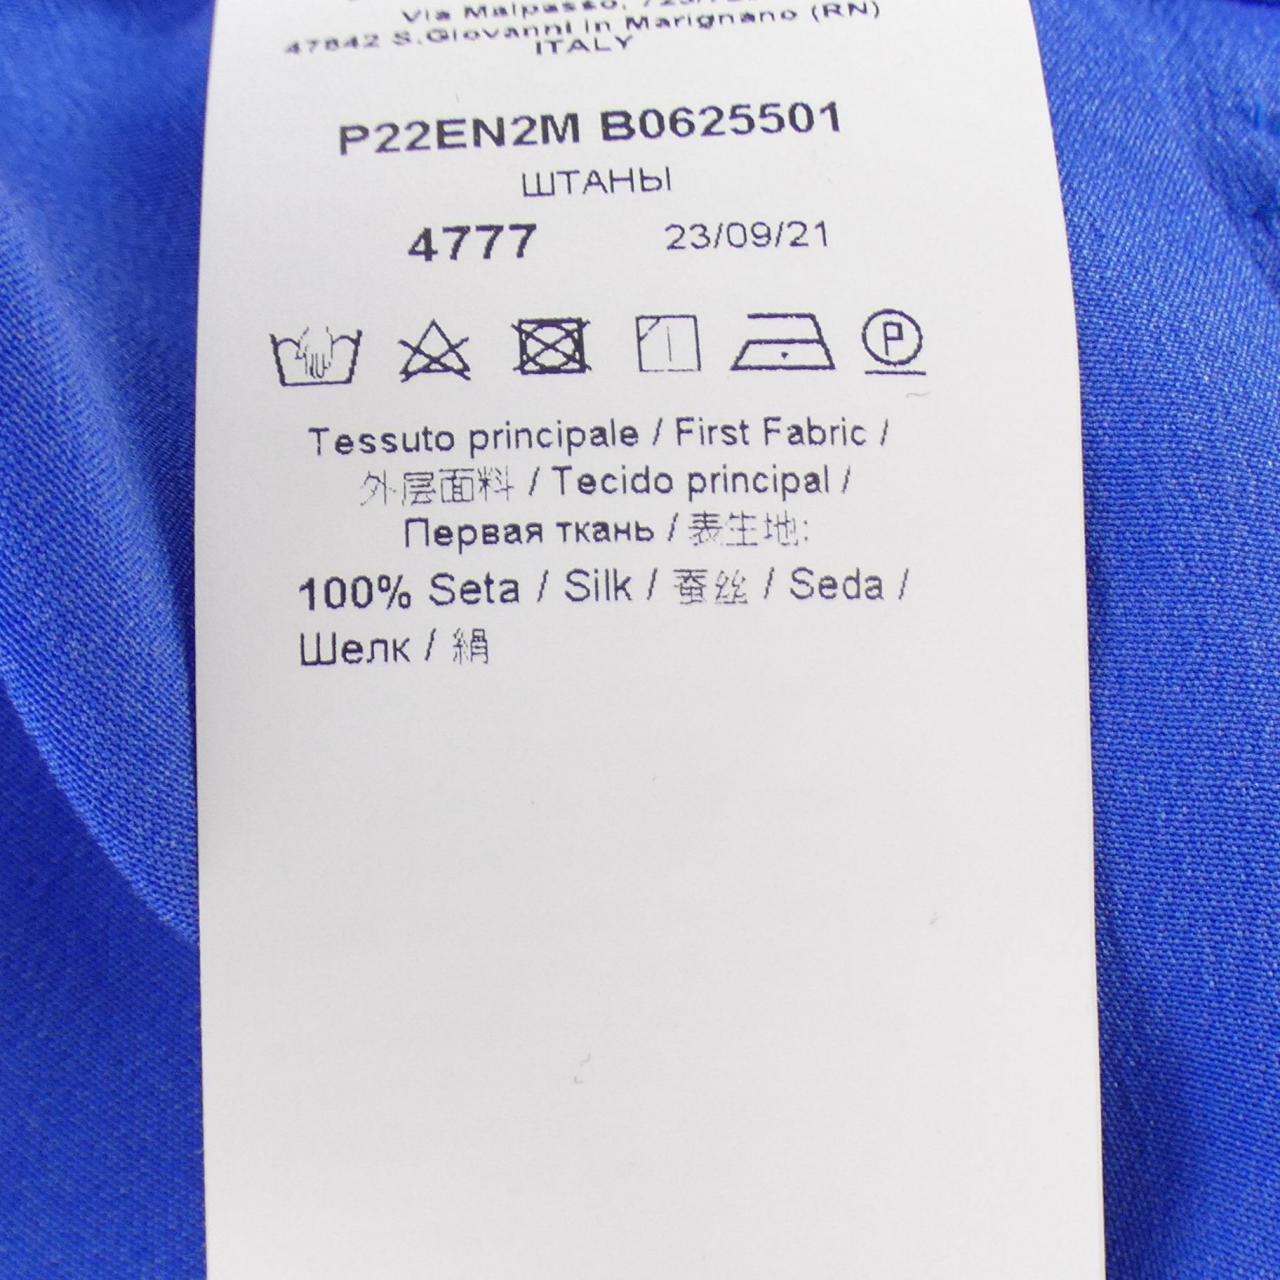 Via Malpasso,
47842 S.Giovanni in Marignano (RN)
ITALY
P22EN2M B0625501
ШТАНЫ
4777 23/09/21
P
Tessuto principale / First Fabric /
外层面料 / Tecido principal /
Первая ткань / 表生地:
100% Seta / Silk / 蚕丝 / Seda /
Шелк / 絹